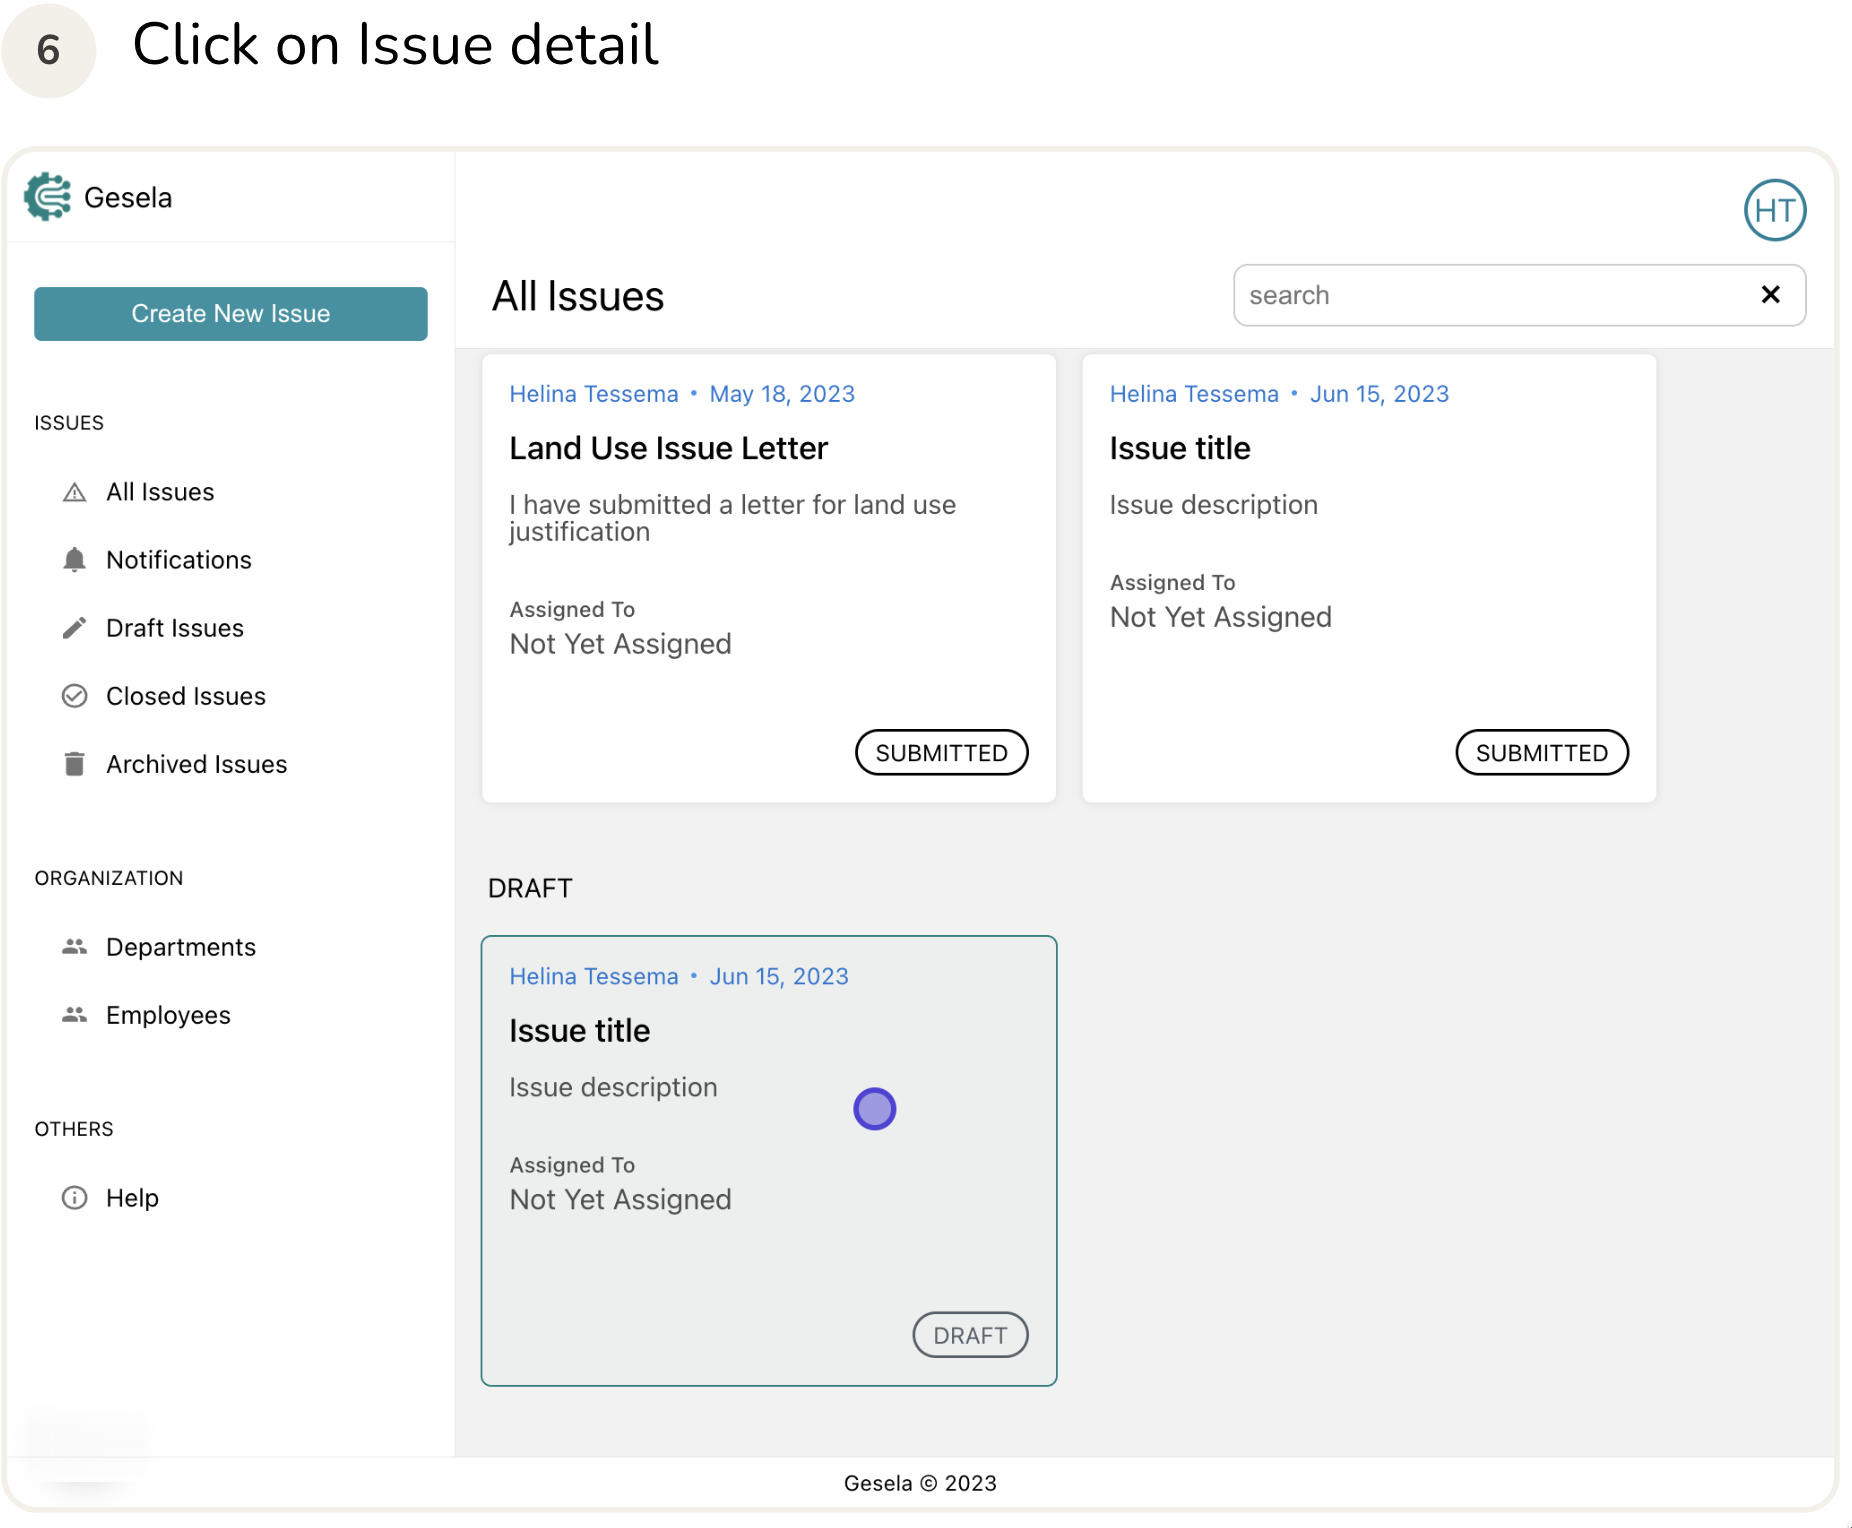 6
Click on Issue detail
Gesela
HT
Create New Issue
All Issues
search
ISSUES
All Issues
Notifications
Draft Issues
Closed Issues
Archived Issues
ORGANIZATION
Departments
Employees
OTHERS
Help
Helina Tessema • May 18, 2023
Land Use Issue Letter
I have submitted a letter for land use
justification
Assigned To
Not Yet Assigned
SUBMITTED
Helina Tessema • Jun 15, 2023
Issue title
Issue description
Assigned To
Not Yet Assigned
SUBMITTED
DRAFT
Helina Tessema • Jun 15, 2023
Issue title
Issue description
Assigned To
Not Yet Assigned
DRAFT
Gesela © 2023